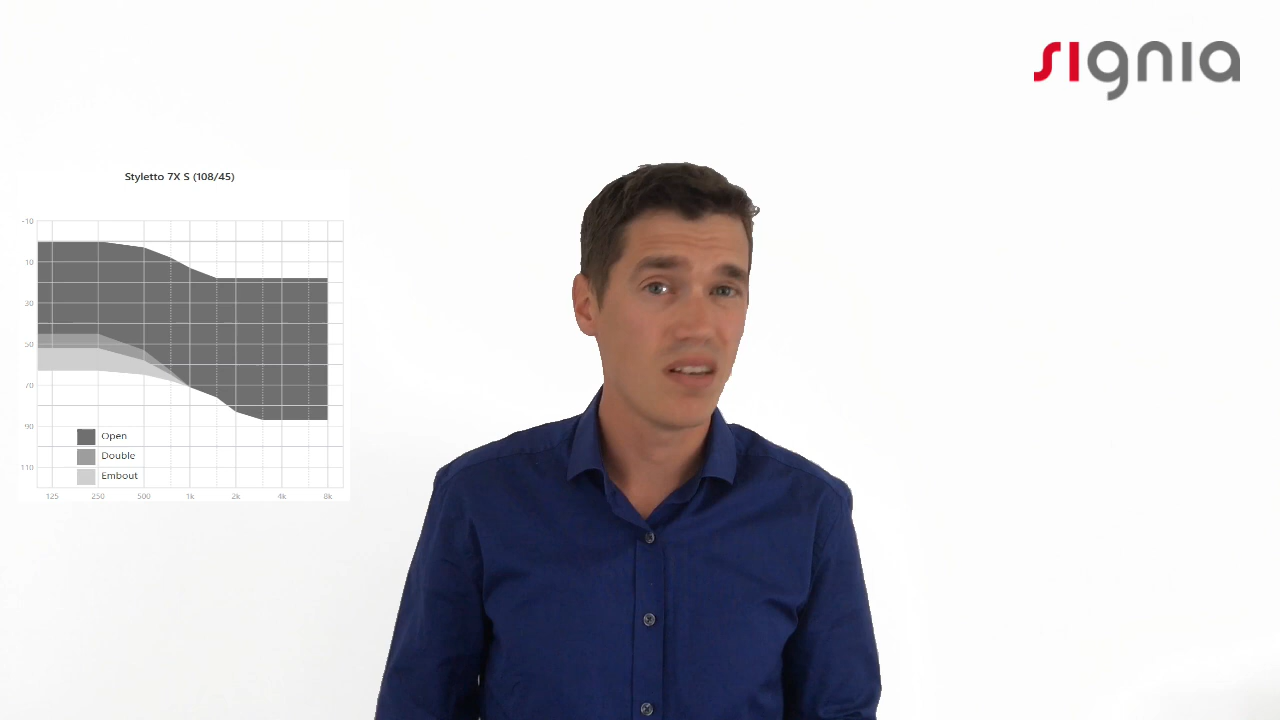 signia
Styletto 7X S (108/45)
-10
10
30
50
70
90
110
Open
Double
Embout
125 250 500 1k 2k 4k 8k